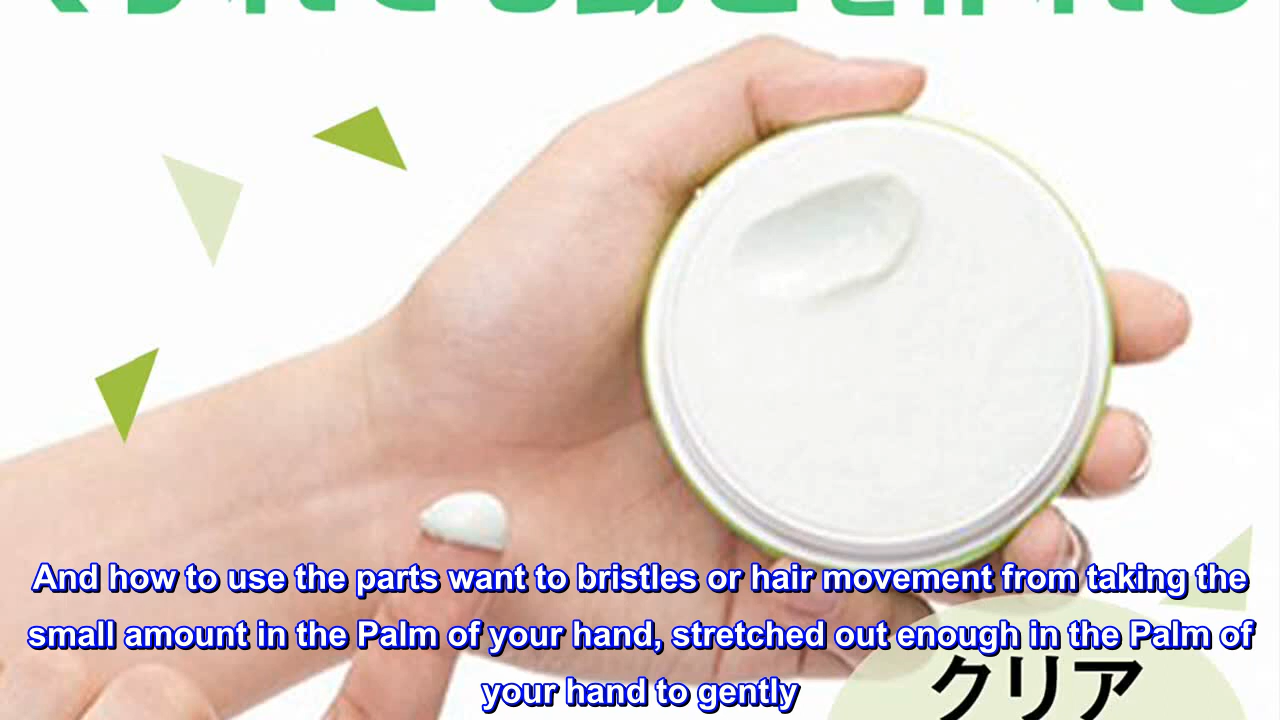 And how to use the parts want to bristles or hair movement from taking the
small amount in the Palm of your hand, stretched out enough in the Palm of
your hand to gently
クリア